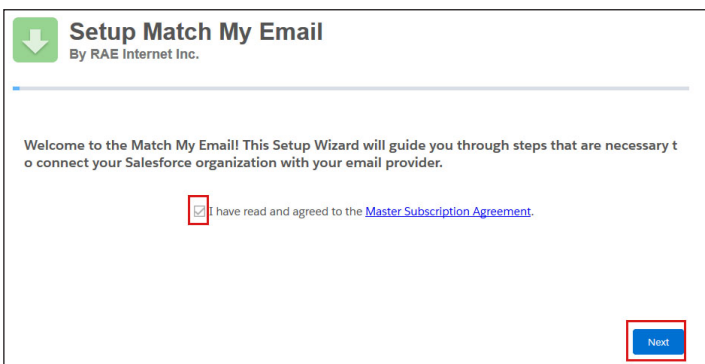 Setup Match My Email
By RAE Internet Inc.
Welcome to the Match My Email! This Setup Wizard will guide you through steps that are necessary t
o connect your Salesforce organization with your email provider.
I have read and agreed to the Master Subscription Agreement.
Next